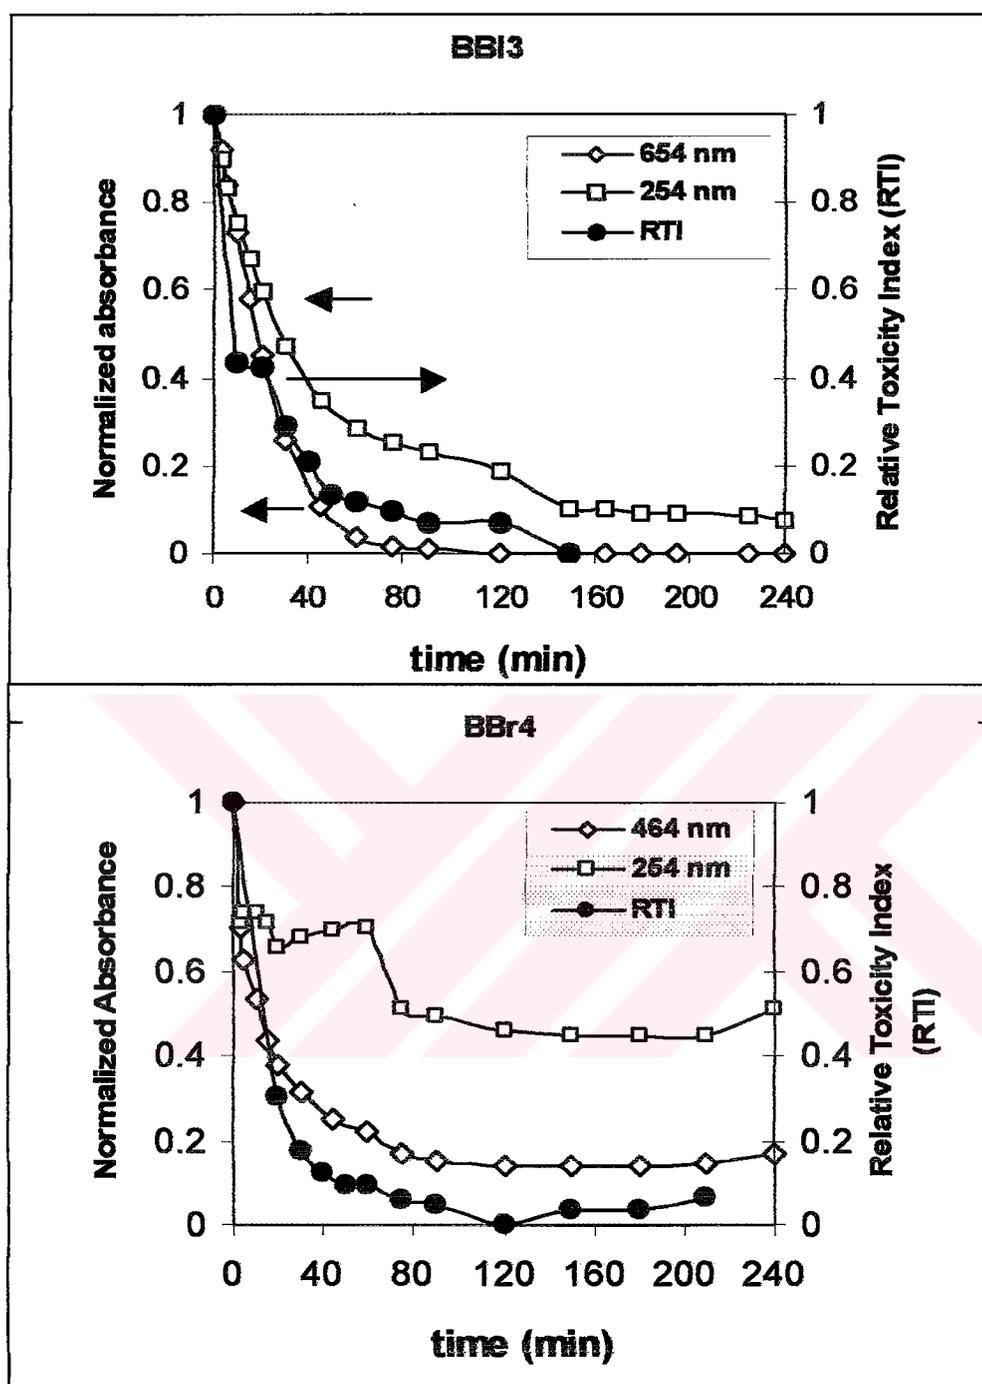 BBl3
1
0.8
0.6
0.4
0.2
0
Normalized absorbance
654 nm
254 nm
RTI
1
0.8
0.6
0.4
0.2
0
Relative Toxicity Index (RTI)
0 40 80 120 160 200 240
time (min)
BBr4
1
0.8
0.6
0.4
0.2
0
Normalized Absorbance
464 nm
254 nm
RTI
1
0.8
0.6
0.4
0.2
0
Relative Toxicity Index
(RTI)
0 40 80 120 160 200 240
time (min)